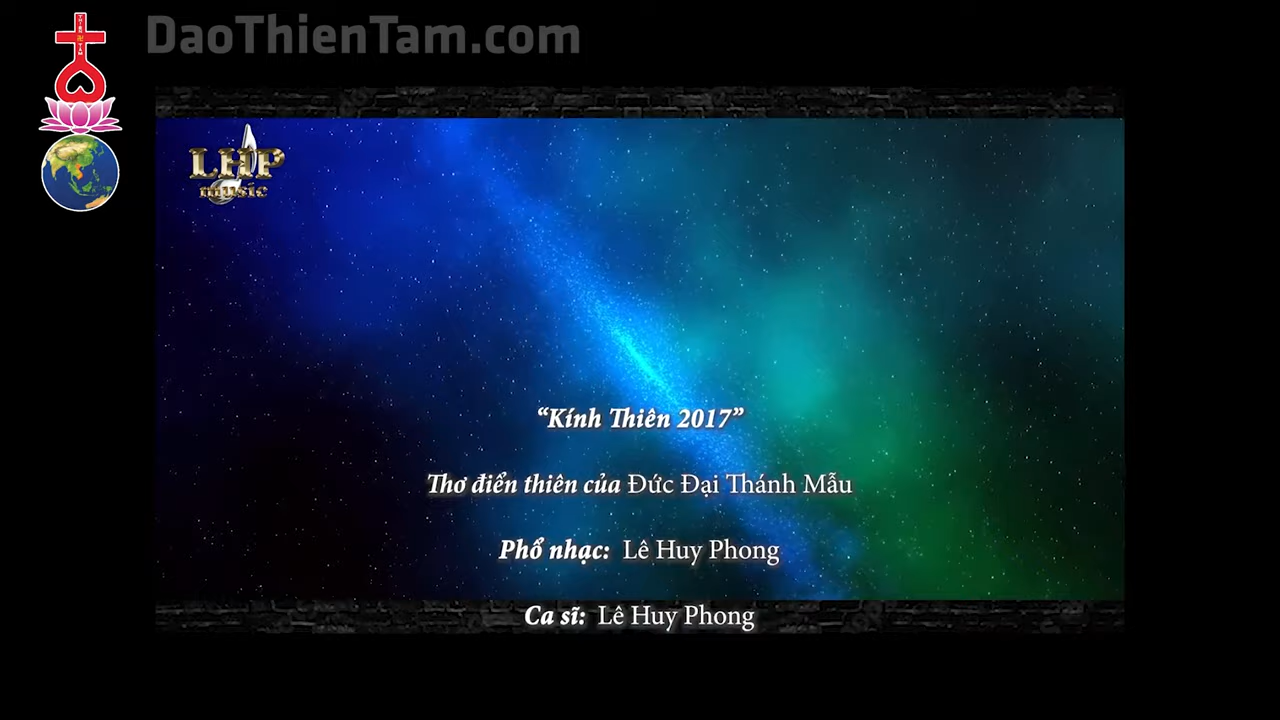 DaoThienTam.com
LHP
music
“Kính Thiên 2017”
Thơ điển thiên của Đức Đại Thánh Mẫu
Phổ nhạc: Lê Huy Phong
Ca sĩ: Lê Huy Phong